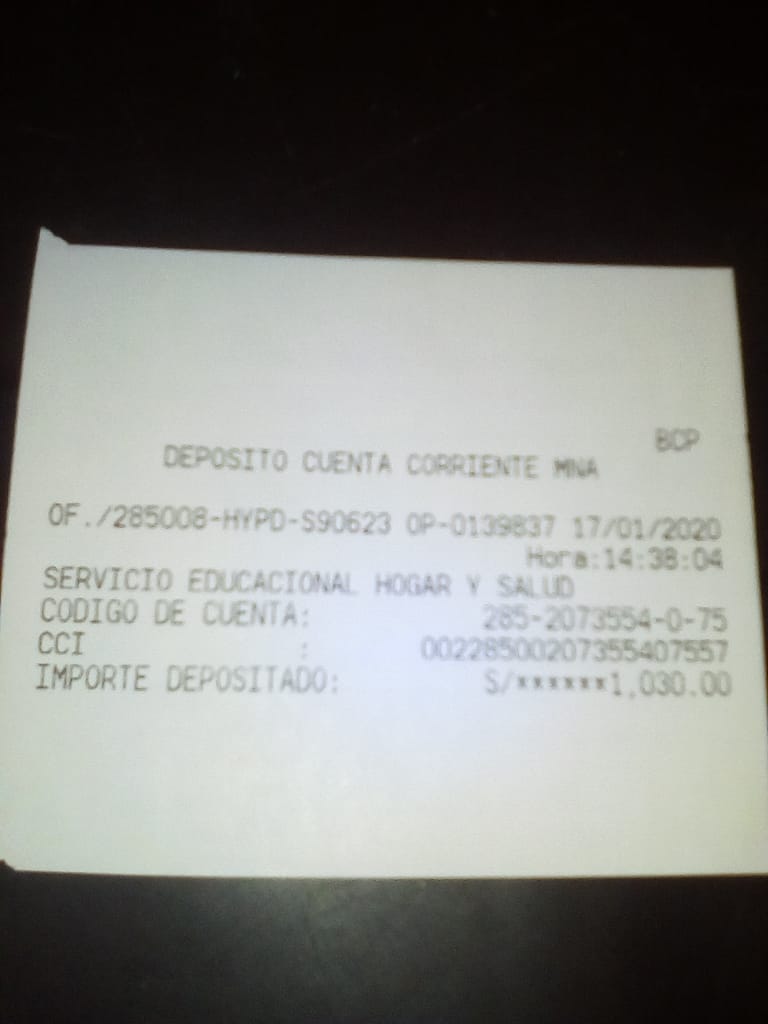 BCP
DEPOSITO CUENTA CORRIENTE MNA
OF./285008-HYPD-S90623 OP-0139837 17/01/2020
Hora:14:38:04
SERVICIO EDUCACIONAL HOGAR Y SALUD
CODIGO DE CUENTA: 285-2073554-0-75
CCI : 00228500207355407557
IMPORTE DEPOSITADO: S/******1,030.00